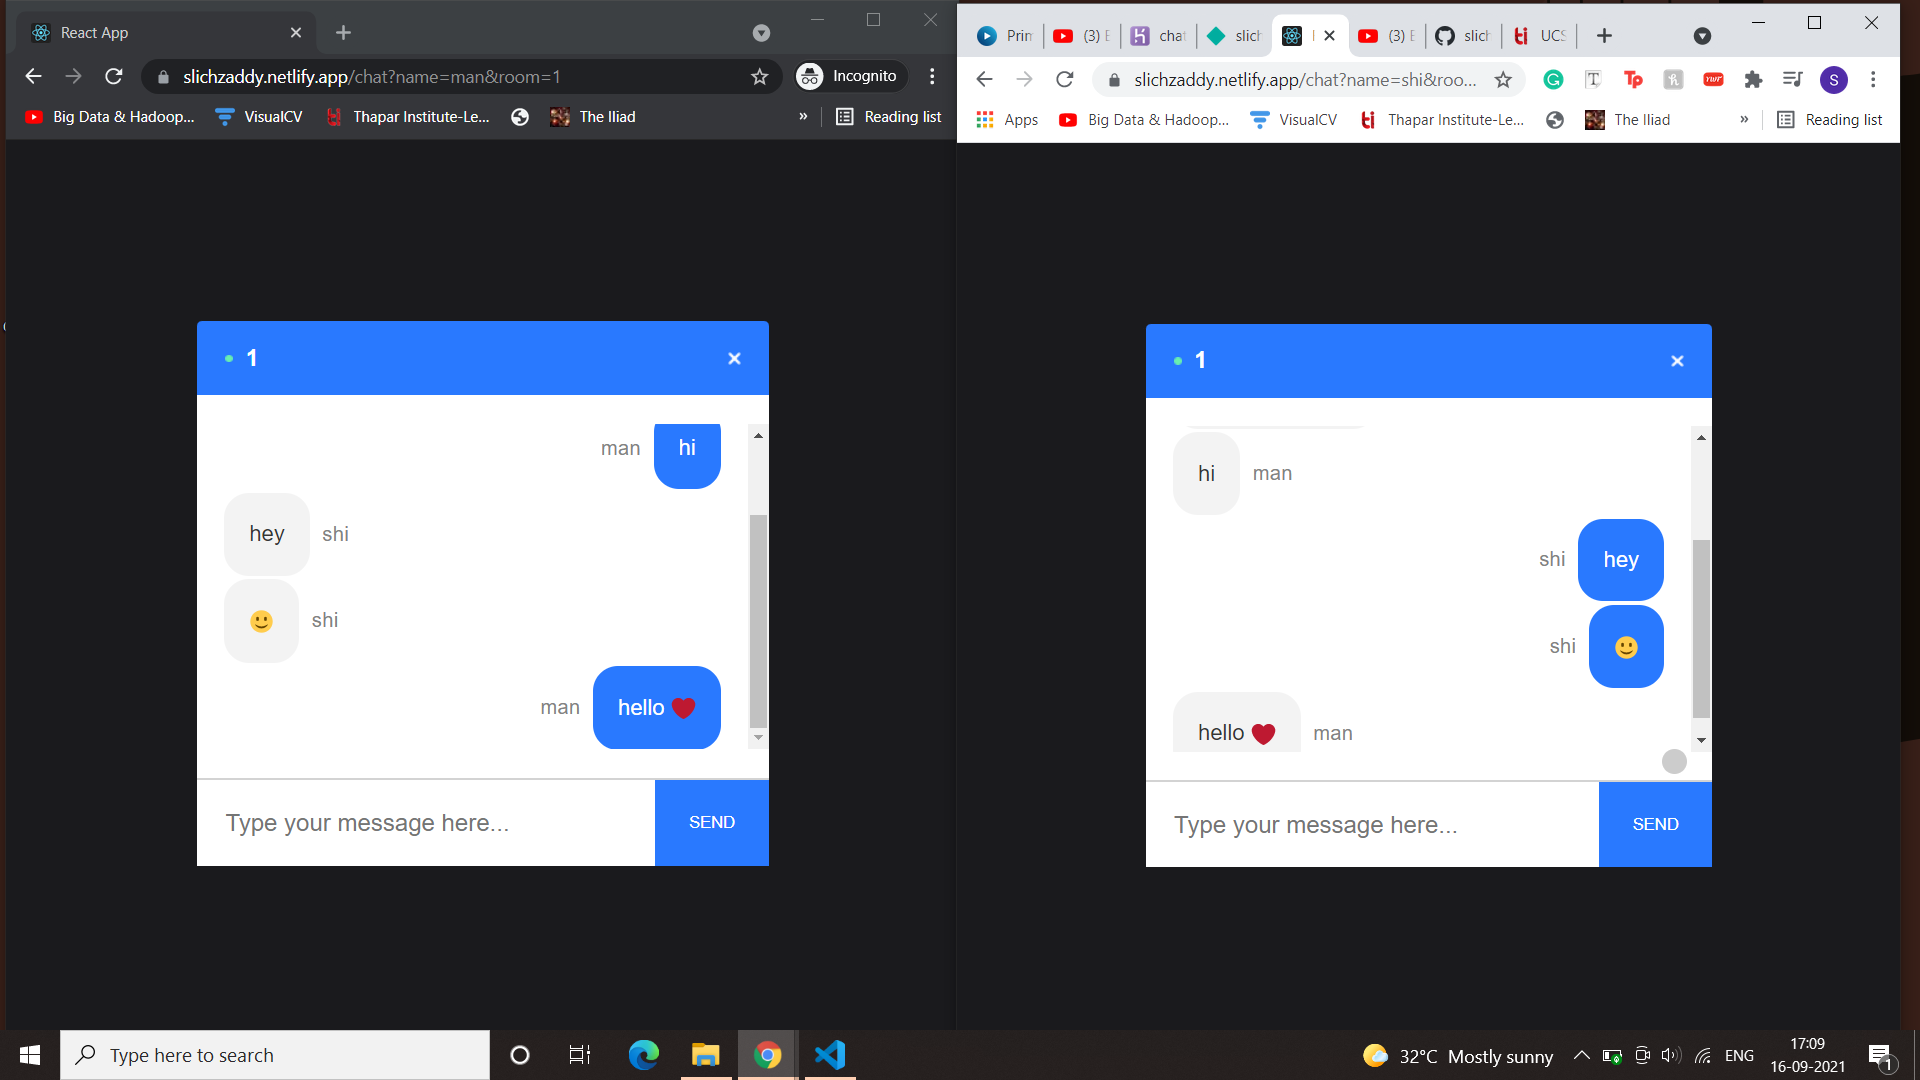 React App
slichzaddy.netlify.app/chat?name=man&room=1
Incognito
Big Data & Hadoop...
VisualCV
Thapar Institute-Le...
The Iliad
»
Reading list
1
man
hi
hey
shi
🙂
shi
man
hello ❤️
Type your message here...
SEND
Prin
(3) E
chat
slich
(3) E
slich
UCS
slichzaddy.netlify.app/chat?name=shi&roo...
S
Apps
Big Data & Hadoop...
VisualCV
Thapar Institute-Le...
The Iliad
»
Reading list
1
hi
man
shi
hey
shi
🙂
hello ❤️
man
Type your message here...
SEND
Type here to search
32°C Mostly sunny
ENG
17:09
16-09-2021
1